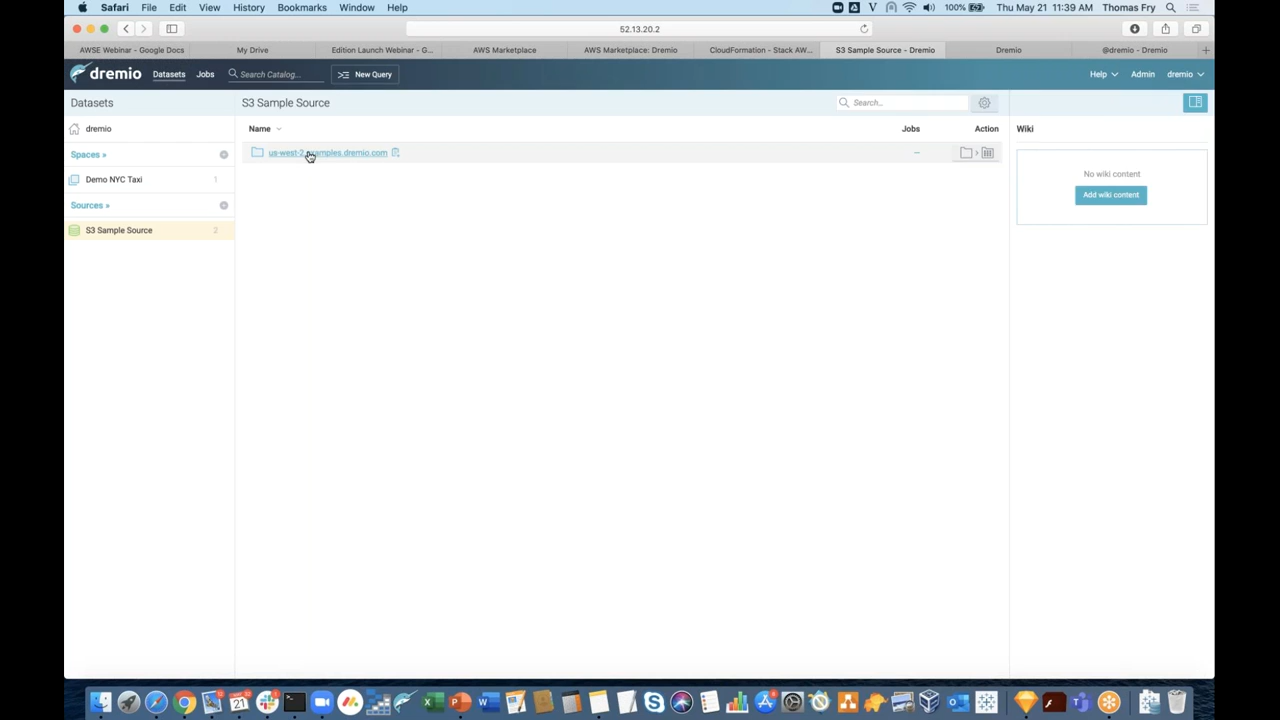 Safari File Edit View History Bookmarks Window Help 100% Thu May 21 11:39 AM Thomas Fry
52.13.20.2
AWSE Webinar - Google Docs My Drive Edition Launch Webinar - G... AWS Marketplace AWS Marketplace: Dremio CloudFormation - Stack AW... S3 Sample Source - Dremio Dremio @dremio - Dremio
dremio Datasets Jobs Search Catalog... New Query Help Admin dremio
Datasets S3 Sample Source Search...
dremio Name Jobs Action Wiki
Spaces »
No wiki content
Demo NYC Taxi 1
Add wiki content
Sources »
S3 Sample Source 2